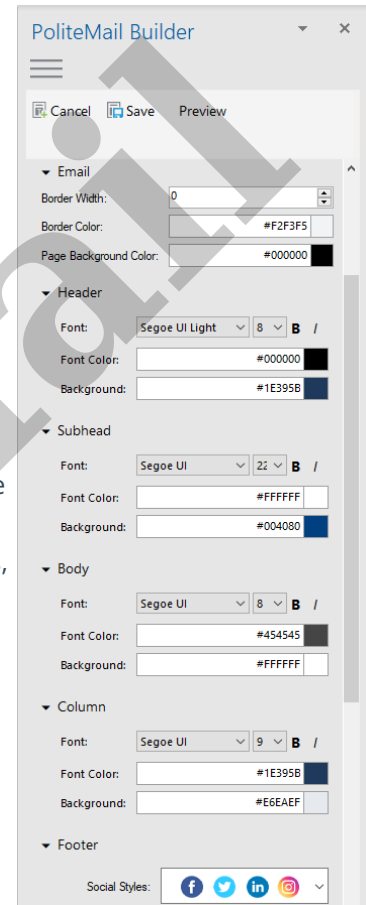 PoliteMail Builder
Cancel Save Preview
Email
Border Width: 0
Border Color: #F2F3F5
Page Background Color: #000000
Header
Font: Segoe UI Light 8 B I
Font Color: #000000
Background: #1E395B
Subhead
Font: Segoe UI 22 B I
Font Color: #FFFFFF
Background: #004080
Body
Font: Segoe UI 8 B I
Font Color: #454545
Background: #FFFFFF
Column
Font: Segoe UI 9 B I
Font Color: #1E395B
Background: #E6EAEF
Footer
Social Styles: f in